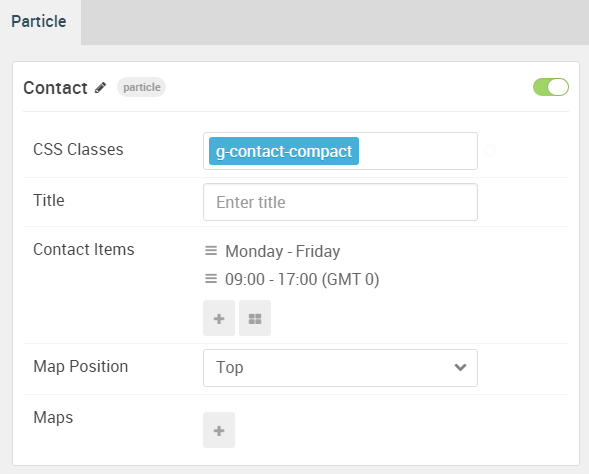 Particle
Contact particle
CSS Classes g-contact-compact
Title Enter title
Contact Items Monday - Friday
09:00 - 17:00 (GMT 0)
Map Position Top
Maps